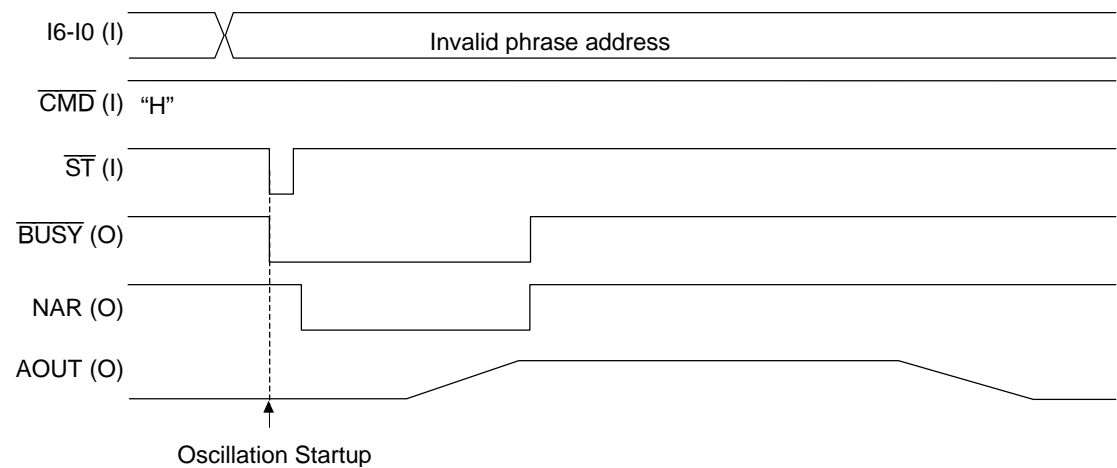 I6-I0 (I)
Invalid phrase address
CMD (I) “H”
ST (I)
BUSY (O)
NAR (O)
AOUT (O)
Oscillation Startup